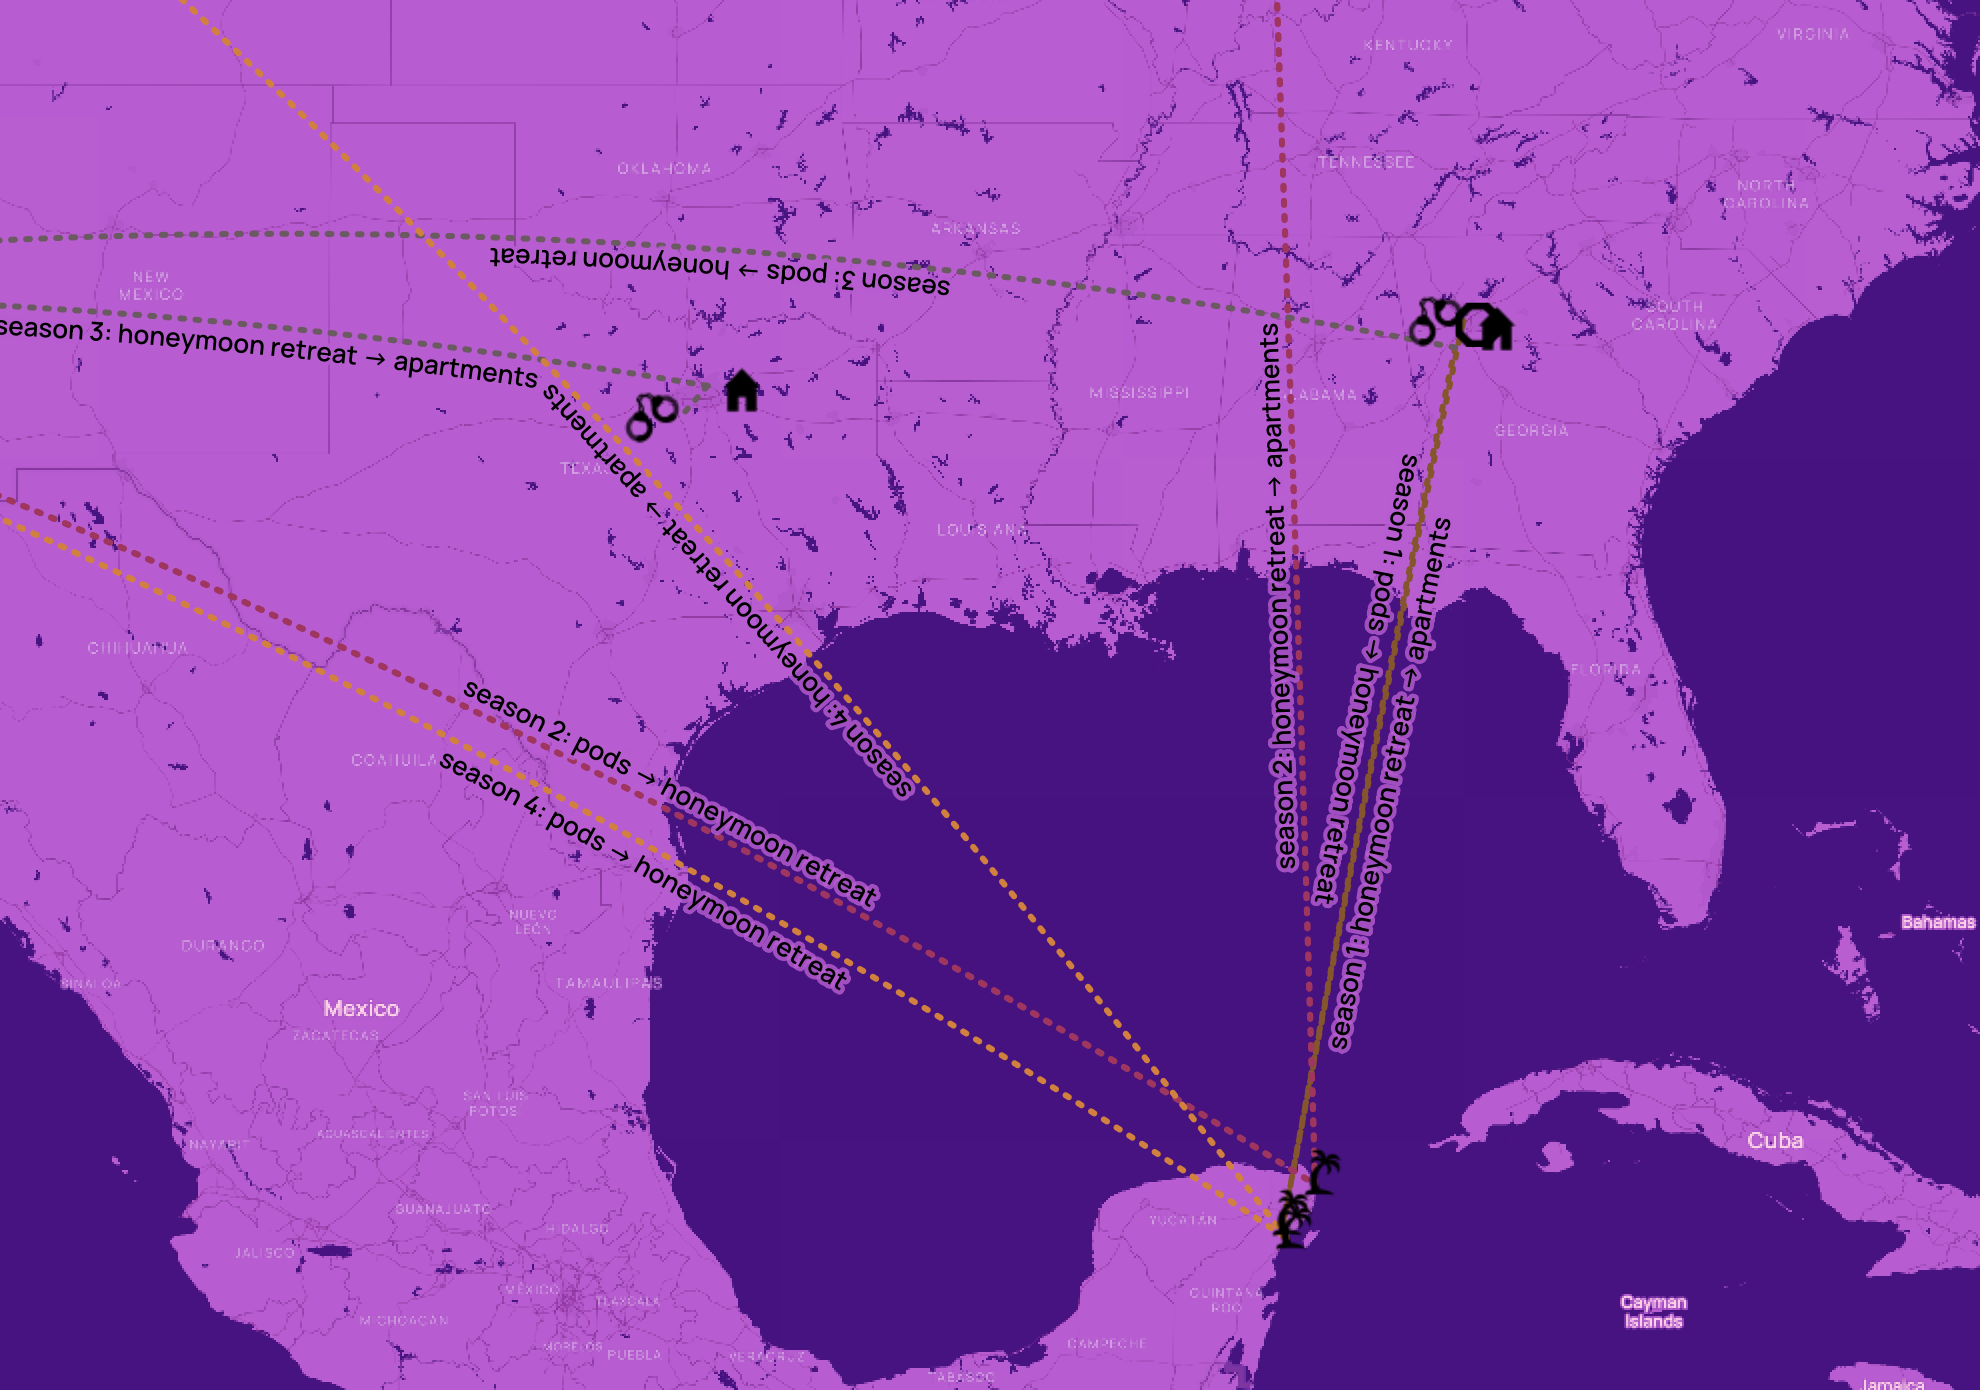 KENTUCKY
VIRGINIA
OKLAHOMA
TENNESSEE
NORTH
CAROLINA
ARKANSAS
season 3: pods → honeymoon retreat
NEW
MEXICO
SOUTH
CAROLINA
season 3: honeymoon retreat → apartments
MISSISSIPPI
ALABAMA
GEORGIA
TEXAS
LOUISIANA
season 4: honeymoon retreat → apartments
season 2: honeymoon retreat → apartments
season 1: pods → honeymoon retreat
season 1: honeymoon retreat → apartments
CHIHUAHUA
FLORIDA
season 2: pods → honeymoon retreat
COAHUILA
season 4: pods → honeymoon retreat
NUEVO
LEÓN
Bahamas
DURANGO
SINALOA
TAMAULIPAS
Mexico
ZACATECAS
SAN LUIS
POTOSÍ
AGUASCALIENTES
NAYARIT
Cuba
GUANAJUATO
HIDALGO
YUCATÁN
JALISCO
MÉXICO
TLAXCALA
QUINTANA
ROO
Cayman
Islands
MICHOACÁN
MORELOS
PUEBLA
VERACRUZ
CAMPECHE
TABASCO
Jamaica